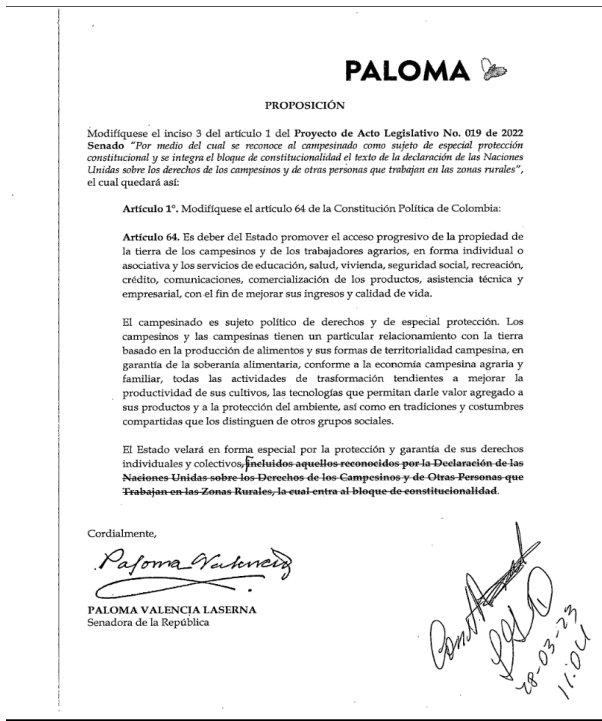 PALOMA
PROPOSICIÓN
Modifíquese el inciso 3 del artículo 1 del Proyecto de Acto Legislativo No. 019 de 2022
Senado "Por medio del cual se reconoce al campesinado como sujeto de especial protección
constitucional y se integra el bloque de constitucionalidad el texto de la declaración de las Naciones
Unidas sobre los derechos de los campesinos y de otras personas que trabajan en las zonas rurales",
el cual quedará así:
Artículo 1°. Modifíquese el artículo 64 de la Constitución Política de Colombia:
Artículo 64. Es deber del Estado promover el acceso progresivo de la propiedad de
la tierra de los campesinos y de los trabajadores agrarios, en forma individual o
asociativa y los servicios de educación, salud, vivienda, seguridad social, recreación,
crédito, comunicaciones, comercialización de los productos, asistencia técnica y
empresarial, con el fin de mejorar sus ingresos y calidad de vida.
El campesinado es sujeto político de derechos y de especial protección. Los
campesinos y las campesinas tienen un particular relacionamiento con la tierra
basado en la producción de alimentos y sus formas de territorialidad campesina, en
garantía de la soberanía alimentaria, conforme a la economía campesina agraria y
familiar, todas las actividades de trasformación tendientes a mejorar la
productividad de sus cultivos, las tecnologías que permitan darle valor agregado a
sus productos y a la protección del ambiente, así como en tradiciones y costumbres
compartidas que los distinguen de otros grupos sociales.
El Estado velará en forma especial por la protección y garantía de sus derechos
individuales y colectivos, incluidos aquellos reconocidos por la Declaración de las
Naciones Unidas sobre los Derechos de los Campesinos y de Otras Personas que
Trabajan en las Zonas Rurales, la cual entra al bloque de constitucionalidad.
Cordialmente,
Paloma Valencia
PALOMA VALENCIA LASERNA
Senadora de la República
28-03-23
11:04